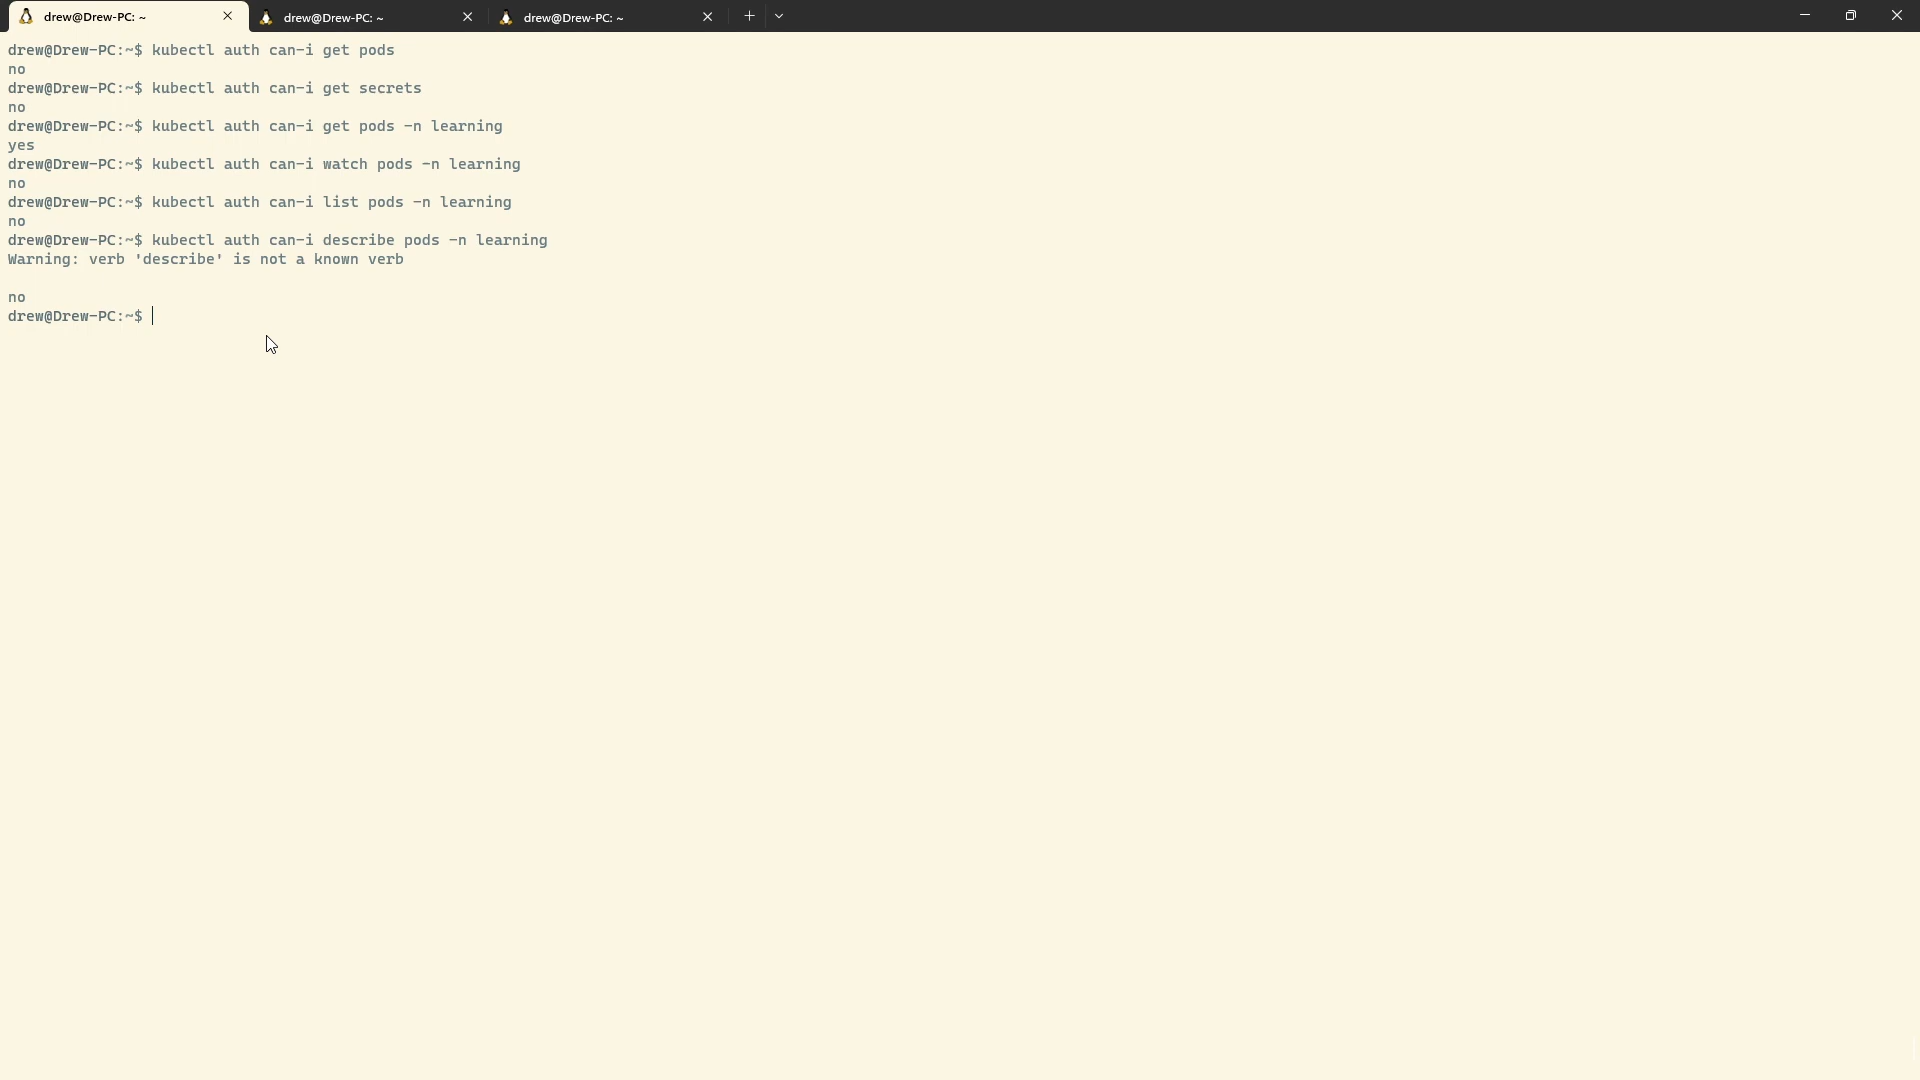 drew@Drew-PC: ~
drew@Drew-PC: ~
drew@Drew-PC: ~
drew@Drew-PC:~$ kubectl auth can-i get pods
no
drew@Drew-PC:~$ kubectl auth can-i get secrets
no
drew@Drew-PC:~$ kubectl auth can-i get pods -n learning
yes
drew@Drew-PC:~$ kubectl auth can-i watch pods -n learning
no
drew@Drew-PC:~$ kubectl auth can-i list pods -n learning
no
drew@Drew-PC:~$ kubectl auth can-i describe pods -n learning
Warning: verb 'describe' is not a known verb

no
drew@Drew-PC:~$